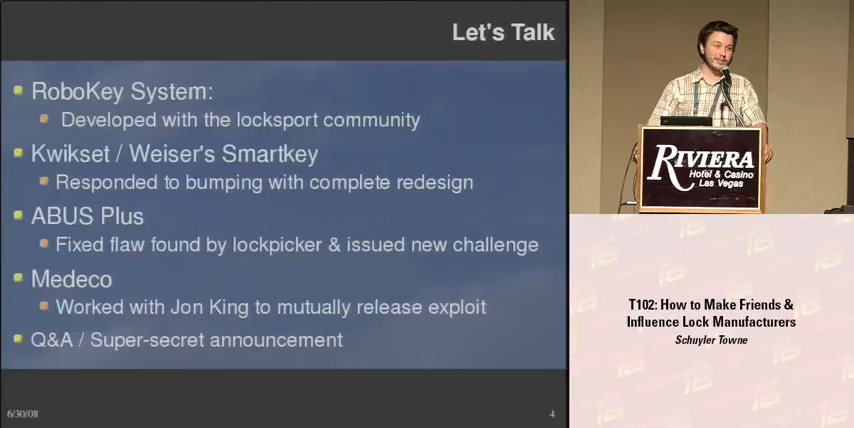 Let's Talk
RoboKey System:
Developed with the locksport community
Kwikset / Weiser's Smartkey
Responded to bumping with complete redesign
ABUS Plus
Fixed flaw found by lockpicker & issued new challenge
Medeco
Worked with Jon King to mutually release exploit
Q&A / Super-secret announcement
6/30/08
4
RIVIERA
Hotel & Casino
Las Vegas
T102: How to Make Friends &
Influence Lock Manufacturers
Schuyler Towne